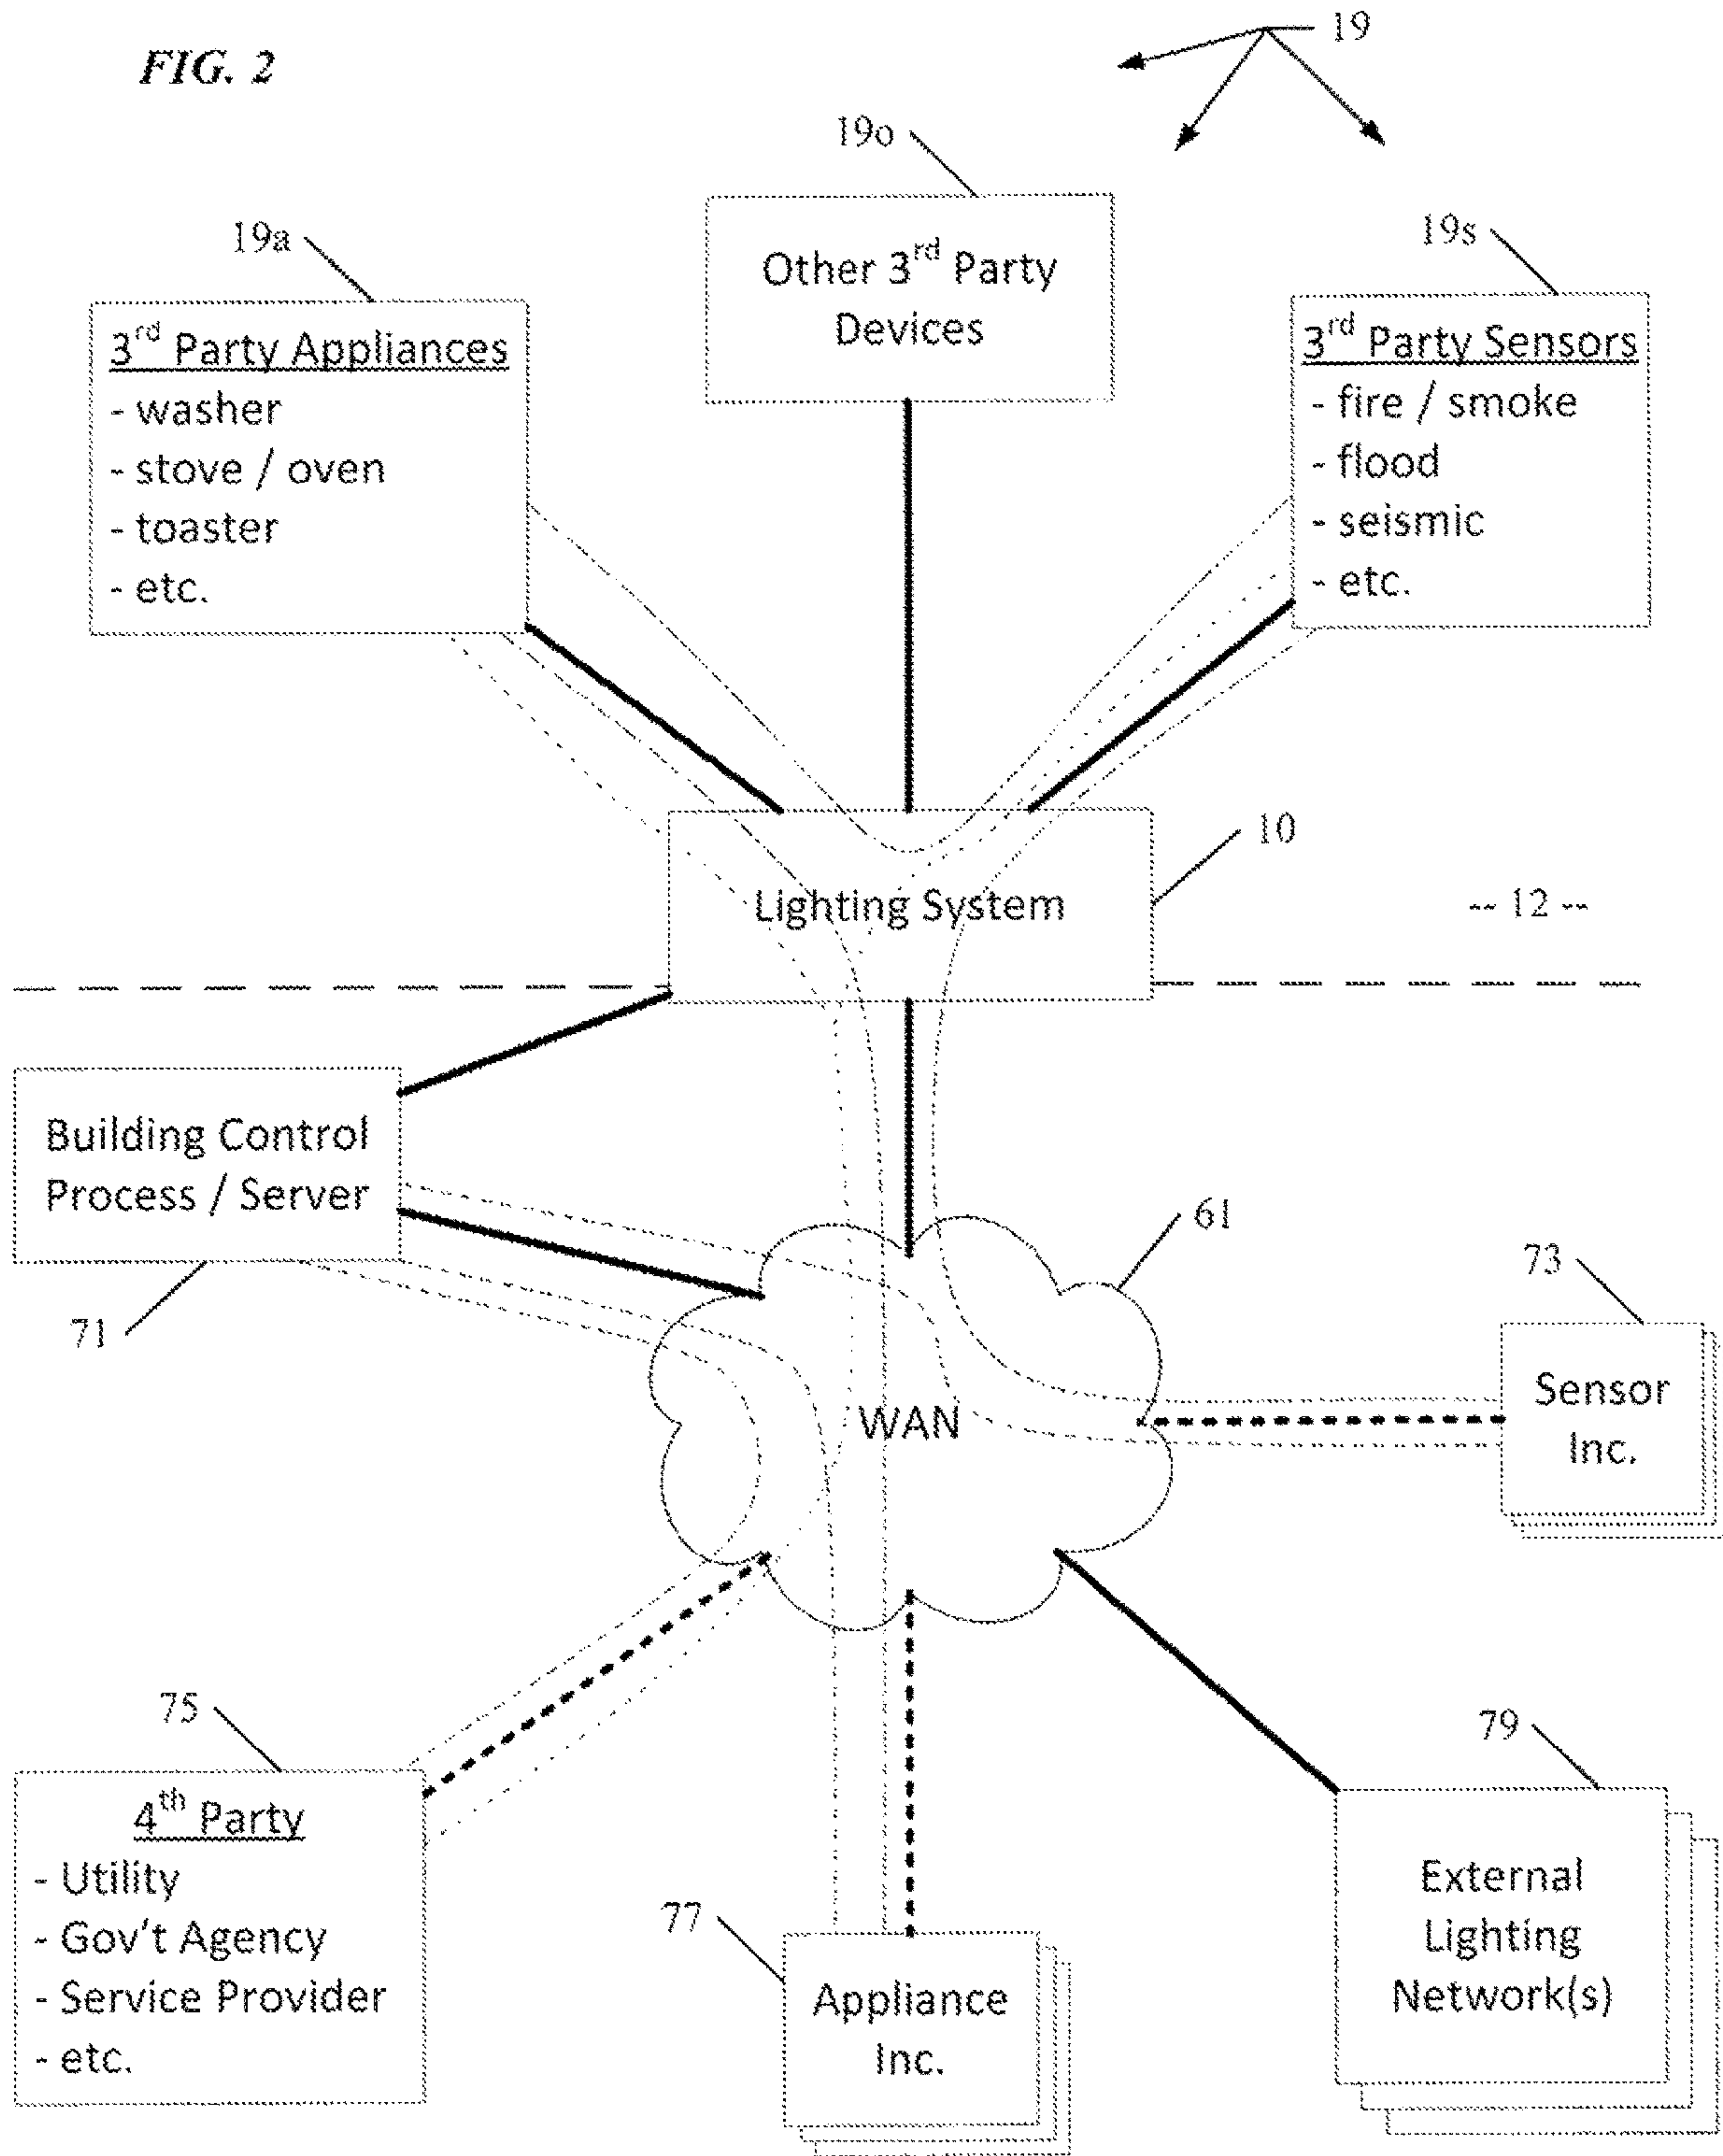 FIG. 2
19
19o
19a
19s
Other 3rd Party
Devices
3rd Party Appliances
- washer
- stove / oven
- toaster
- etc.
3rd Party Sensors
- fire / smoke
- flood
- seismic
- etc.
10
Lighting System
-- 12 --
Building Control
Process / Server
71
61
73
WAN
Sensor
Inc.
75
79
4th Party
- Utility
- Gov't Agency
- Service Provider
- etc.
77
Appliance
Inc.
External
Lighting
Network(s)